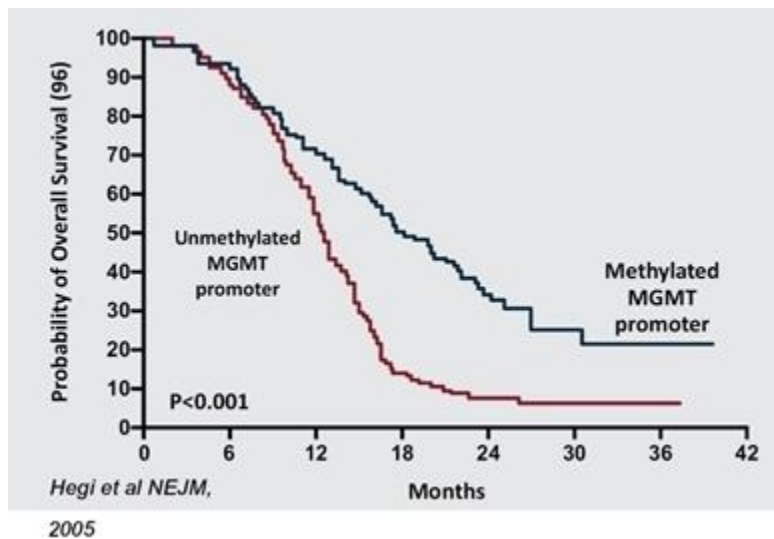 Probability of Overall Survival (96)
100
90
80
70
60
50
40
30
20
10
0
Unmethylated
MGMT
promoter
Methylated
MGMT
promoter
P<0.001
0 6 12 18 24 30 36 42
Months
Hegi et al NEJM,
2005